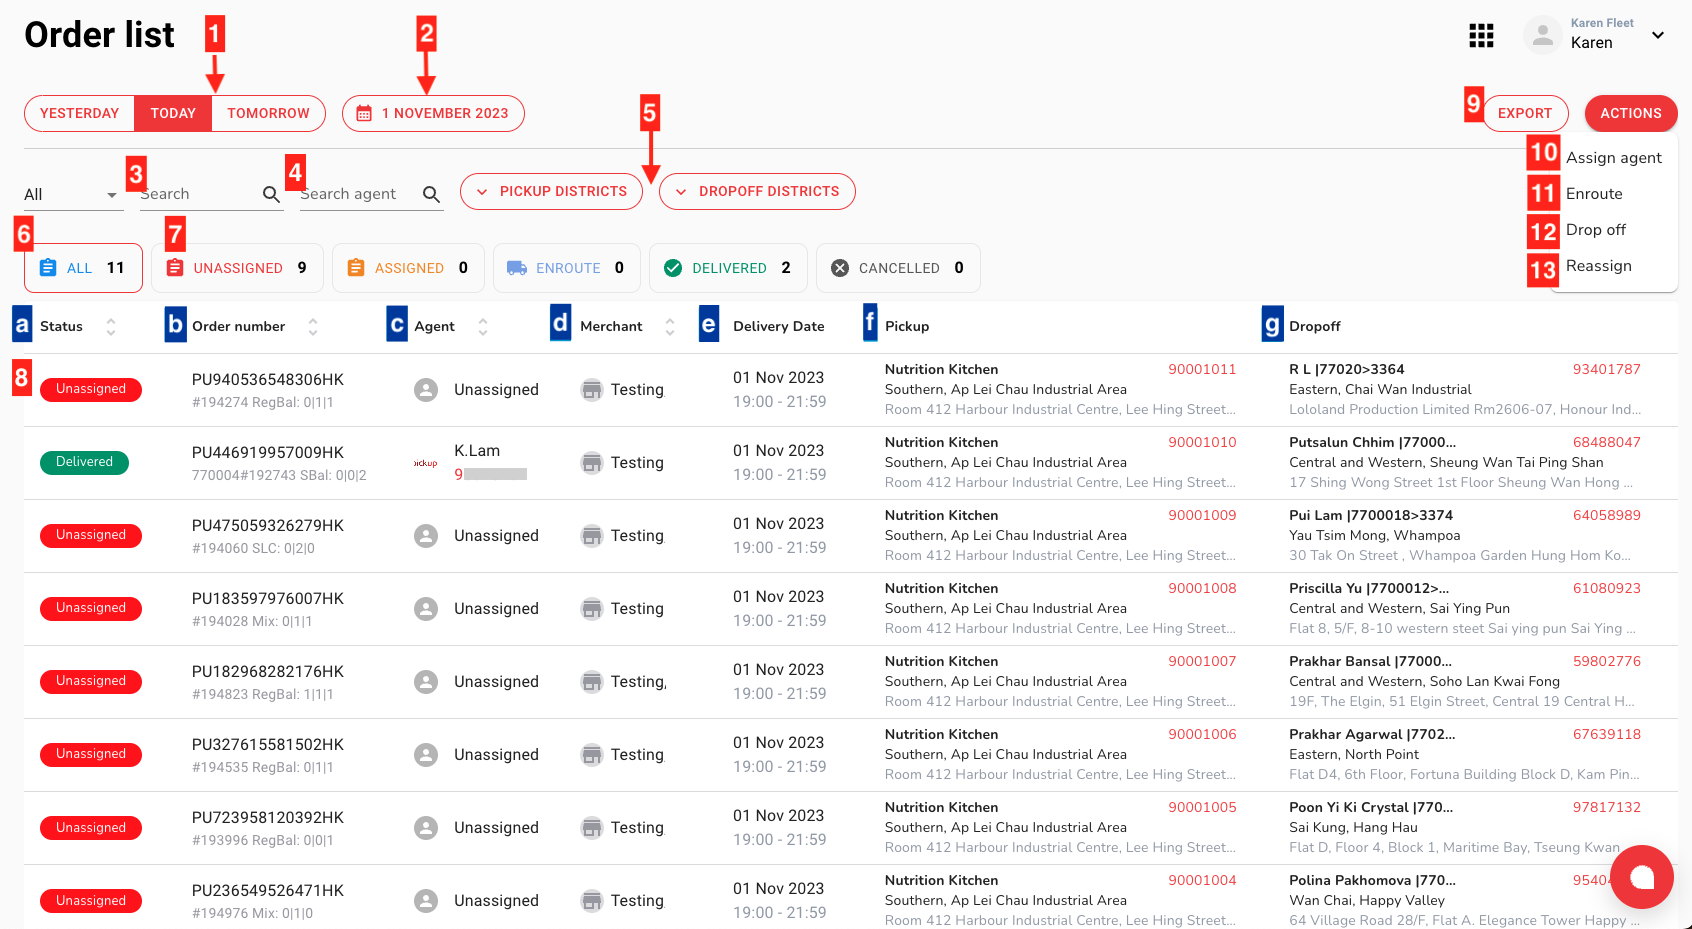 Order list
1
2
Karen Fleet
Karen
YESTERDAY TODAY TOMORROW
1 NOVEMBER 2023
5
9 EXPORT ACTIONS
10 Assign agent
11 Enroute
12 Drop off
13 Reassign
All
3 Search
4 Search agent
PICKUP DISTRICTS
DROPOFF DISTRICTS
6 7
ALL 11
UNASSIGNED 9
ASSIGNED 0
ENROUTE 0
DELIVERED 2
CANCELLED 0
a Status b Order number c Agent d Merchant e Delivery Date f Pickup g Dropoff
8
Unassigned
PU940536548306HK
#194274 RegBal: 0|1|1
Unassigned
Testing
01 Nov 2023
19:00 - 21:59
Nutrition Kitchen 90001011
Southern, Ap Lei Chau Industrial Area
Room 412 Harbour Industrial Centre, Lee Hing Street...
R L |77020>3364 93401787
Eastern, Chai Wan Industrial
Lololand Production Limited Rm2606-07, Honour Ind...
Delivered
PU446919957009HK
770004#192743 SBal: 0|0|2
pickup
K.Lam
9
Testing
01 Nov 2023
19:00 - 21:59
Nutrition Kitchen 90001010
Southern, Ap Lei Chau Industrial Area
Room 412 Harbour Industrial Centre, Lee Hing Street...
Putsalun Chhim |77000... 68488047
Central and Western, Sheung Wan Tai Ping Shan
17 Shing Wong Street 1st Floor Sheung Wan Hong ...
Unassigned
PU475059326279HK
#194060 SLC: 0|2|0
Unassigned
Testing
01 Nov 2023
19:00 - 21:59
Nutrition Kitchen 90001009
Southern, Ap Lei Chau Industrial Area
Room 412 Harbour Industrial Centre, Lee Hing Street...
Pui Lam |7700018>3374 64058989
Yau Tsim Mong, Whampoa
30 Tak On Street , Whampoa Garden Hung Hom Ko...
Unassigned
PU183597976007HK
#194028 Mix: 0|1|1
Unassigned
Testing
01 Nov 2023
19:00 - 21:59
Nutrition Kitchen 90001008
Southern, Ap Lei Chau Industrial Area
Room 412 Harbour Industrial Centre, Lee Hing Street...
Priscilla Yu |7700012>... 61080923
Central and Western, Sai Ying Pun
Flat 8, 5/F, 8-10 western steet Sai ying pun Sai Ying ...
Unassigned
PU182968282176HK
#194823 RegBal: 1|1|1
Unassigned
Testing,
01 Nov 2023
19:00 - 21:59
Nutrition Kitchen 90001007
Southern, Ap Lei Chau Industrial Area
Room 412 Harbour Industrial Centre, Lee Hing Street...
Prakhar Bansal |77000... 59802776
Central and Western, Soho Lan Kwai Fong
19F, The Elgin, 51 Elgin Street, Central 19 Central H...
Unassigned
PU327615581502HK
#194535 RegBal: 0|1|1
Unassigned
Testing
01 Nov 2023
19:00 - 21:59
Nutrition Kitchen 90001006
Southern, Ap Lei Chau Industrial Area
Room 412 Harbour Industrial Centre, Lee Hing Street...
Prakhar Agarwal |7702... 67639118
Eastern, North Point
Flat D4, 6th Floor, Fortuna Building Block D, Kam Pin...
Unassigned
PU723958120392HK
#193996 RegBal: 0|0|1
Unassigned
Testing
01 Nov 2023
19:00 - 21:59
Nutrition Kitchen 90001005
Southern, Ap Lei Chau Industrial Area
Room 412 Harbour Industrial Centre, Lee Hing Street...
Poon Yi Ki Crystal |770... 97817132
Sai Kung, Hang Hau
Flat D, Floor 4, Block 1, Maritime Bay, Tseung Kwan
Unassigned
PU236549526471HK
#194976 Mix: 0|1|0
Unassigned
Testing
01 Nov 2023
19:00 - 21:59
Nutrition Kitchen 90001004
Southern, Ap Lei Chau Industrial Area
Room 412 Harbour Industrial Centre, Lee Hing Street...
Polina Pakhomova |770...
Wan Chai, Happy Valley
64 Village Road 28/F, Flat A. Elegance Tower Happy ...